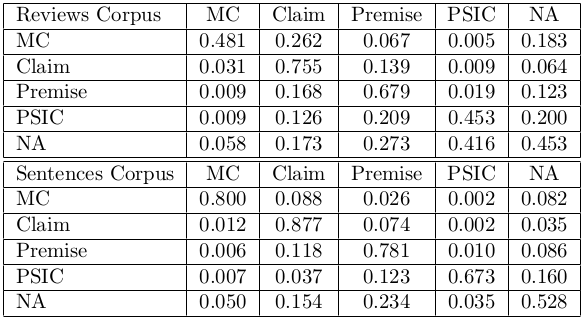 Reviews Corpus MC Claim Premise PSIC NA
MC 0.481 0.262 0.067 0.005 0.183
Claim 0.031 0.755 0.139 0.009 0.064
Premise 0.009 0.168 0.679 0.019 0.123
PSIC 0.009 0.126 0.209 0.453 0.200
NA 0.058 0.173 0.273 0.416 0.453
Sentences Corpus MC Claim Premise PSIC NA
MC 0.800 0.088 0.026 0.002 0.082
Claim 0.012 0.877 0.074 0.002 0.035
Premise 0.006 0.118 0.781 0.010 0.086
PSIC 0.007 0.037 0.123 0.673 0.160
NA 0.050 0.154 0.234 0.035 0.528